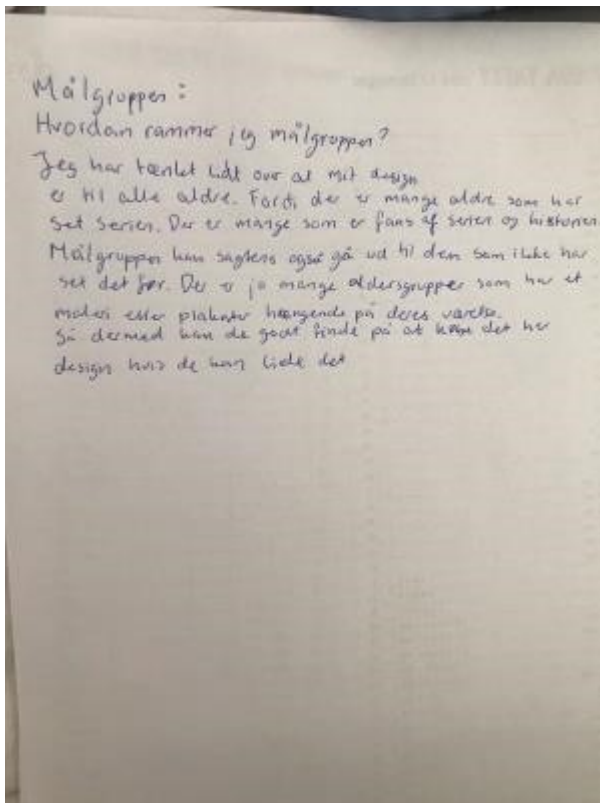 Målgruppen:
Hvordan rammer jeg målgruppen?
Jeg har tænket lidt over at mit design
er til alle aldre. Fordi der er mange aldre som har
set serien. Der er mange som er fans af serien og historien.
Målgruppen kan sagtens også gå ud til dem som ikke har
set det før. Der er jo mange aldersgrupper som har et
maleri eller plakater hængende på deres værelse.
Så dermed kan de godt finde på at købe det her
design hvis de kan lide det